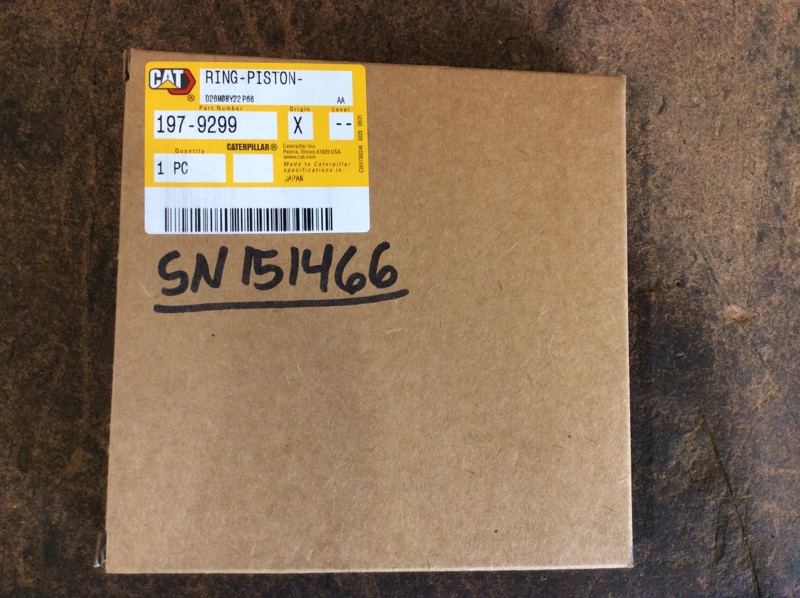 CAT
®
RING-PISTON-
D26M08Y22P66 AA
Part Number Origin Level
197-9299 X --
Quantity CATERPILLAR®
1 PC
Caterpillar Inc.
Peoria, Illinois 61629 USA
www.cat.com
Made to Caterpillar
specifications in
JAPAN
SN 151466